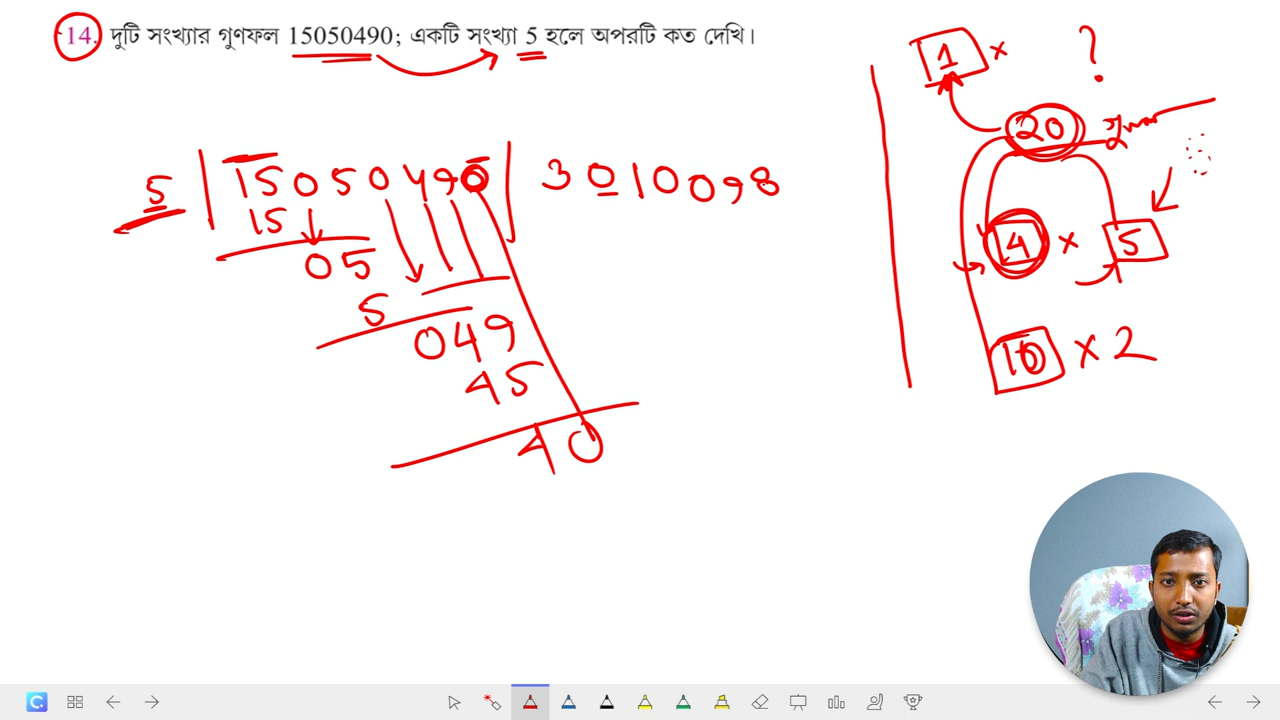 14. দুটি সংখ্যার গুণফল 15050490; একটি সংখ্যা 5 হলে অপরটি কত দেখি।
5 | 15050490 | 3010098
15
05
5
049
45
40
1 × ?
20
4 × 5
10 × 2